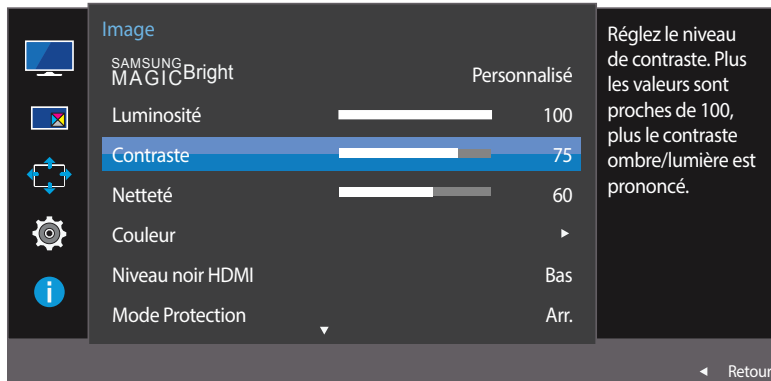 Image
SAMSUNG
MAGICBright Personnalisé
Luminosité 100
Contraste 75
Netteté 60
Couleur
Niveau noir HDMI Bas
Mode Protection Arr.
Réglez le niveau
de contraste. Plus
les valeurs sont
proches de 100,
plus le contraste
ombre/lumière est
prononcé.
Retour